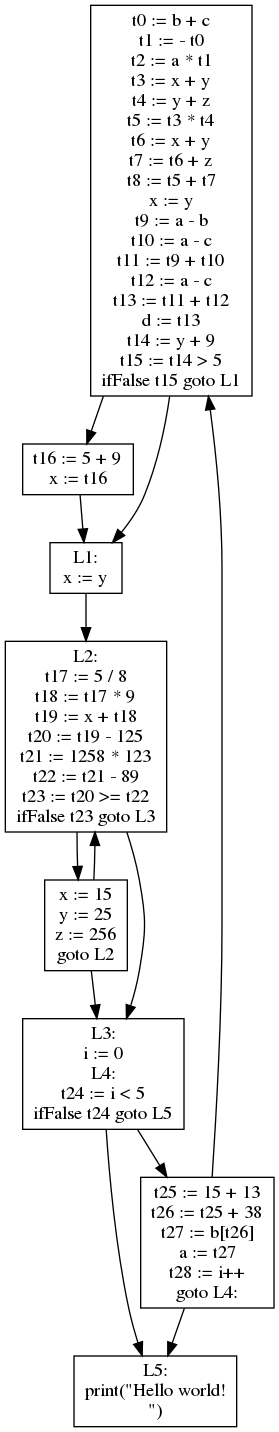 t0 := b + c
t1 := - t0
t2 := a * t1
t3 := x + y
t4 := y + z
t5 := t3 * t4
t6 := x + y
t7 := t6 + z
t8 := t5 + t7
x := y
t9 := a - b
t10 := a - c
t11 := t9 + t10
t12 := a - c
t13 := t11 + t12
d := t13
t14 := y + 9
t15 := t14 > 5
ifFalse t15 goto L1
t16 := 5 + 9
x := t16
L1:
x := y
L2:
t17 := 5 / 8
t18 := t17 * 9
t19 := x + t18
t20 := t19 - 125
t21 := 1258 * 123
t22 := t21 - 89
t23 := t20 >= t22
ifFalse t23 goto L3
x := 15
y := 25
z := 256
goto L2
L3:
i := 0
L4:
t24 := i < 5
ifFalse t24 goto L5
t25 := 15 + 13
t26 := t25 + 38
t27 := b[t26]
a := t27
t28 := i++
goto L4:
L5:
print("Hello world!
")